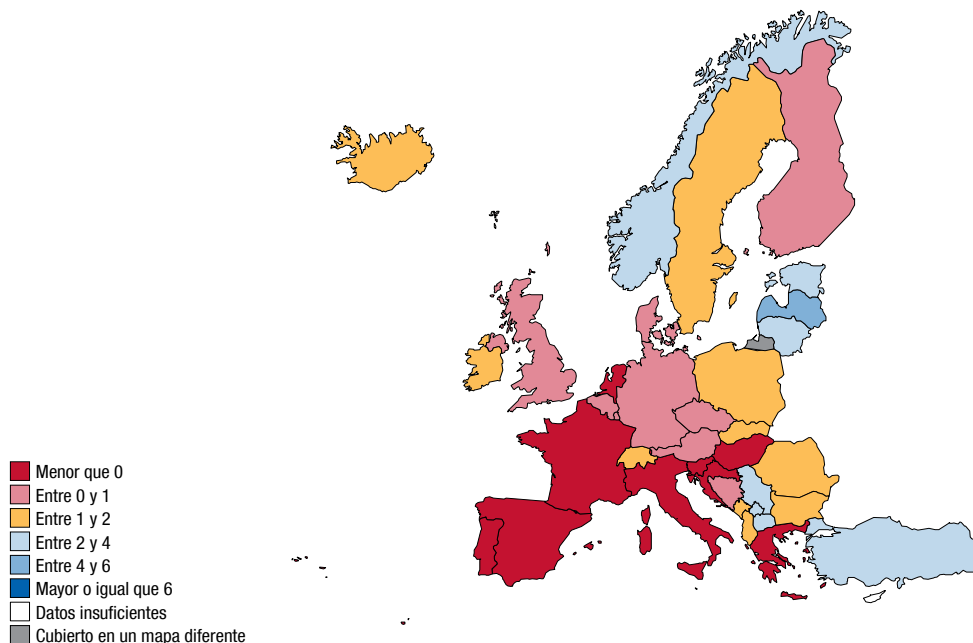 Menor que 0
Entre 0 y 1
Entre 1 y 2
Entre 2 y 4
Entre 4 y 6
Mayor o igual que 6
Datos insuficientes
Cubierto en un mapa diferente